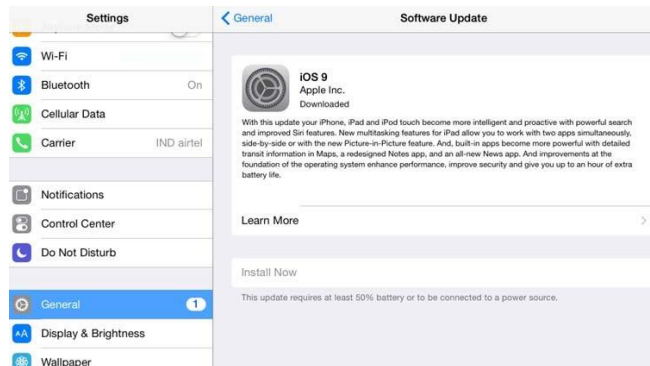 Settings
Wi-Fi
Bluetooth On
Cellular Data
Carrier IND airtel
Notifications
Control Center
Do Not Disturb
General 1
Display & Brightness
Wallpaper
General Software Update
iOS 9
Apple Inc.
Downloaded
With this update your iPhone, iPad and iPod touch become more intelligent and proactive with powerful search
and improved Siri features. New multitasking features for iPad allow you to work with two apps simultaneously,
side-by-side or with the new Picture-in-Picture feature. And, built-in apps become more powerful with detailed
transit information in Maps, a redesigned Notes app, and an all-new News app. And improvements at the
foundation of the operating system enhance performance, improve security and give you up to an hour of extra
battery life.
Learn More
Install Now
This update requires at least 50% battery or to be connected to a power source.